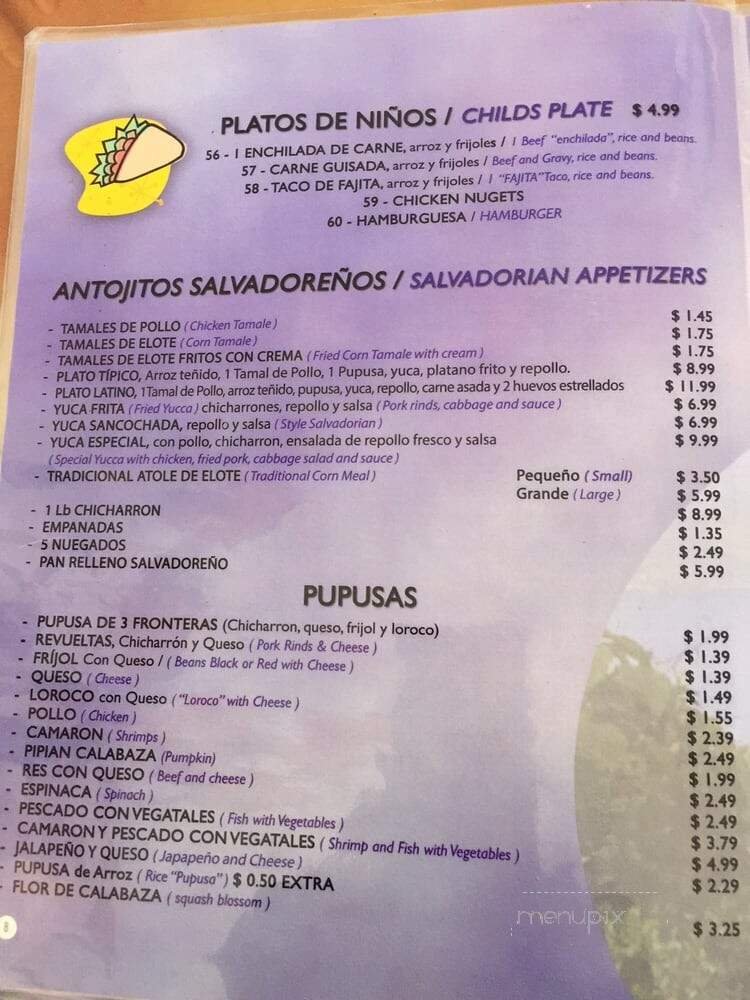 PLATOS DE NIÑOS / CHILDS PLATE $ 4.99
56 - 1 ENCHILADA DE CARNE, arroz y frijoles / 1 Beef "enchilada", rice and beans.
57 - CARNE GUISADA, arroz y frijoles / Beef and Gravy, rice and beans.
58 - TACO DE FAJITA, arroz y frijoles / 1 "FAJITA" Taco, rice and beans.
59 - CHICKEN NUGETS
60 - HAMBURGUESA / HAMBURGER
ANTOJITOS SALVADOREÑOS / SALVADORIAN APPETIZERS
- TAMALES DE POLLO (Chicken Tamale) $ 1.45
- TAMALES DE ELOTE (Corn Tamale) $ 1.75
- TAMALES DE ELOTE FRITOS CON CREMA (Fried Corn Tamale with cream) $ 1.75
- PLATO TÍPICO, Arroz teñido, 1 Tamal de Pollo, 1 Pupusa, yuca, platano frito y repollo. $ 8.99
- PLATO LATINO, 1Tamal de Pollo, arroz teñido, pupusa, yuca, repollo, carne asada y 2 huevos estrellados $ 11.99
- YUCA FRITA (Fried Yucca) chicharrones, repollo y salsa (Pork rinds, cabbage and sauce) $ 6.99
- YUCA SANCOCHADA, repollo y salsa (Style Salvadorian) $ 6.99
- YUCA ESPECIAL, con pollo, chicharron, ensalada de repollo fresco y salsa $ 9.99
(Special Yucca with chicken, fried pork, cabbage salad and sauce)
- TRADICIONAL ATOLE DE ELOTE (Traditional Corn Meal) Pequeño (Small) $ 3.50
Grande (Large) $ 5.99
- 1 Lb CHICHARRON $ 8.99
- EMPANADAS $ 1.35
- 5 NUEGADOS $ 2.49
- PAN RELLENO SALVADOREÑO $ 5.99
PUPUSAS
- PUPUSA DE 3 FRONTERAS (Chicharron, queso, frijol y loroco) $ 1.99
- REVUELTAS, Chicharrón y Queso (Pork Rinds & Cheese) $ 1.39
- FRÍJOL Con Queso / (Beans Black or Red with Cheese) $ 1.39
- QUESO (Cheese) $ 1.49
- LOROCO con Queso ("Loroco" with Cheese) $ 1.55
- POLLO (Chicken) $ 2.39
- CAMARON (Shrimps) $ 2.49
- PIPIAN CALABAZA (Pumpkin) $ 1.99
- RES CON QUESO (Beef and cheese) $ 2.49
- ESPINACA (Spinach) $ 2.49
- PESCADO CON VEGATALES (Fish with Vegetables) $ 3.79
- CAMARON Y PESCADO CON VEGATALES (Shrimp and Fish with Vegetables) $ 4.99
- JALAPEÑO Y QUESO (Japapeño and Cheese) $ 2.29
- PUPUSA de Arroz (Rice "Pupusa") $ 0.50 EXTRA
- FLOR DE CALABAZA (squash blossom) $ 3.25
8
menupix